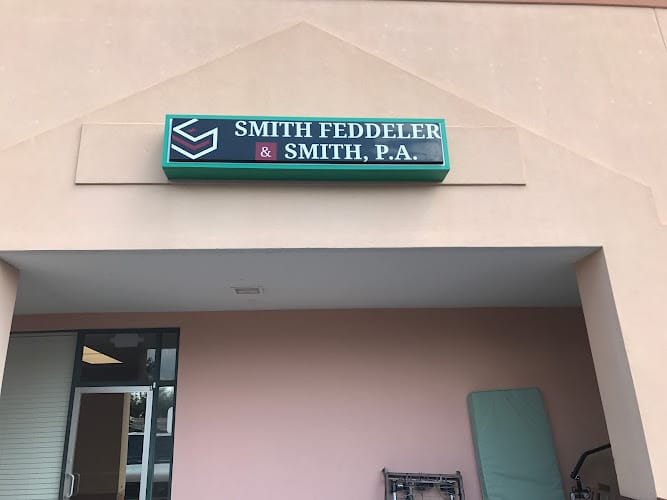 SMITH FEDDELER
& SMITH, P.A.